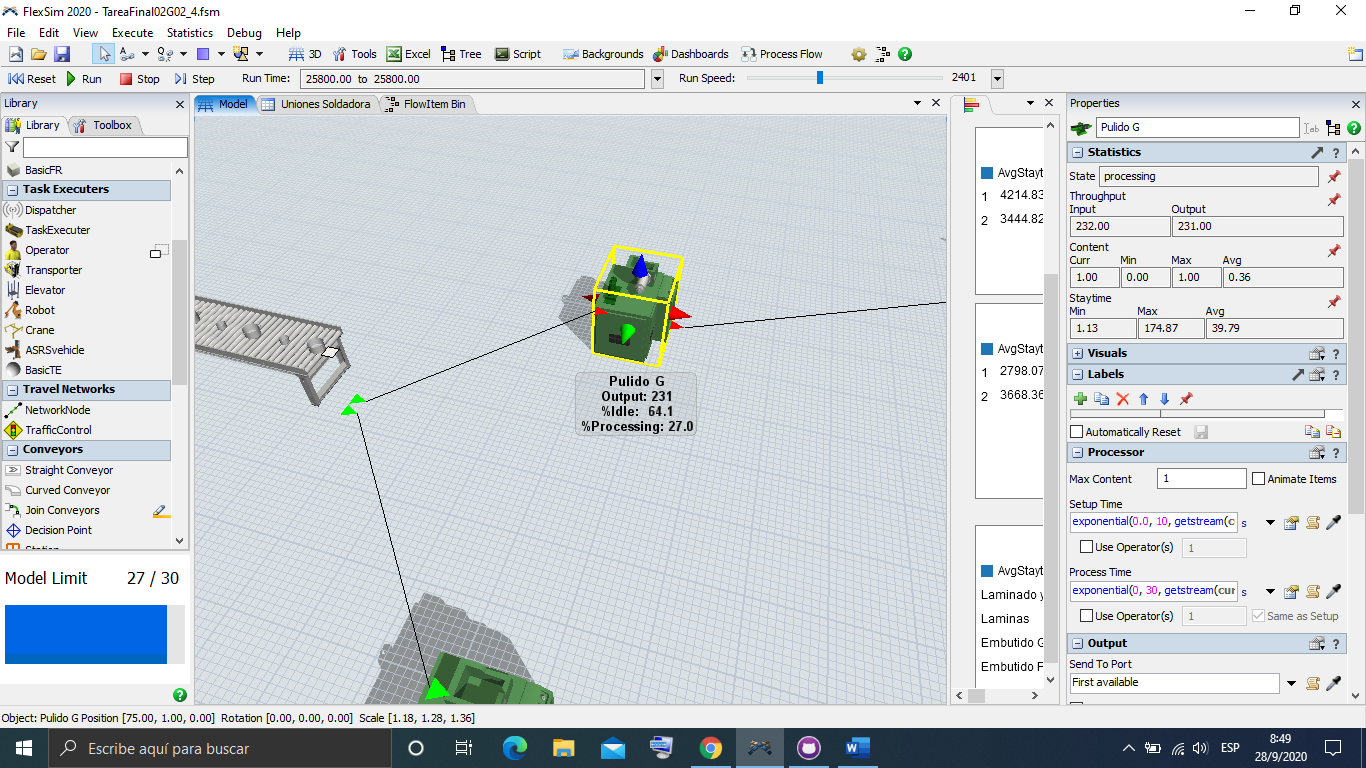 FlexSim 2020 - TareaFinal02G02_4.fsm
File Edit View Execute Statistics Debug Help
3D Tools Excel Tree Script Backgrounds Dashboards Process Flow
Reset Run Stop Step Run Time: 25800.00 to 25800.00 Run Speed: 2401
Library
Library Toolbox
BasicFR
Task Executers
Dispatcher
TaskExecuter
Operator
Transporter
Elevator
Robot
Crane
ASRSvehicle
BasicTE
Travel Networks
NetworkNode
TrafficControl
Conveyors
Straight Conveyor
Curved Conveyor
Join Conveyors
Decision Point
Station
Model Limit 27 / 30
Model Uniones Soldadora FlowItem Bin
Pulido G
Output: 231
%Idle: 64.1
%Processing: 27.0
AvgStayt
1 4214.83
2 3444.82
AvgStayt
1 2798.07
2 3668.36
AvgStayt
Laminado y
Laminas
Embutido G
Embutido F
Properties
Pulido G
Statistics
State processing
Throughput
Input Output
232.00 231.00
Content
Curr Min Max Avg
1.00 0.00 1.00 0.36
Staytime
Min Max Avg
1.13 174.87 39.79
Visuals
Labels
Automatically Reset
Processor
Max Content 1 Animate Items
Setup Time
exponential(0.0, 10, getstream(c s
Use Operator(s) 1
Process Time
exponential(0, 30, getstream(cur s
Use Operator(s) 1 Same as Setup
Output
Send To Port
First available
Object: Pulido G Position [75.00, 1.00, 0.00] Rotation [0.00, 0.00, 0.00] Scale [1.18, 1.28, 1.36]
Escribe aquí para buscar
ESP
8:49
28/9/2020